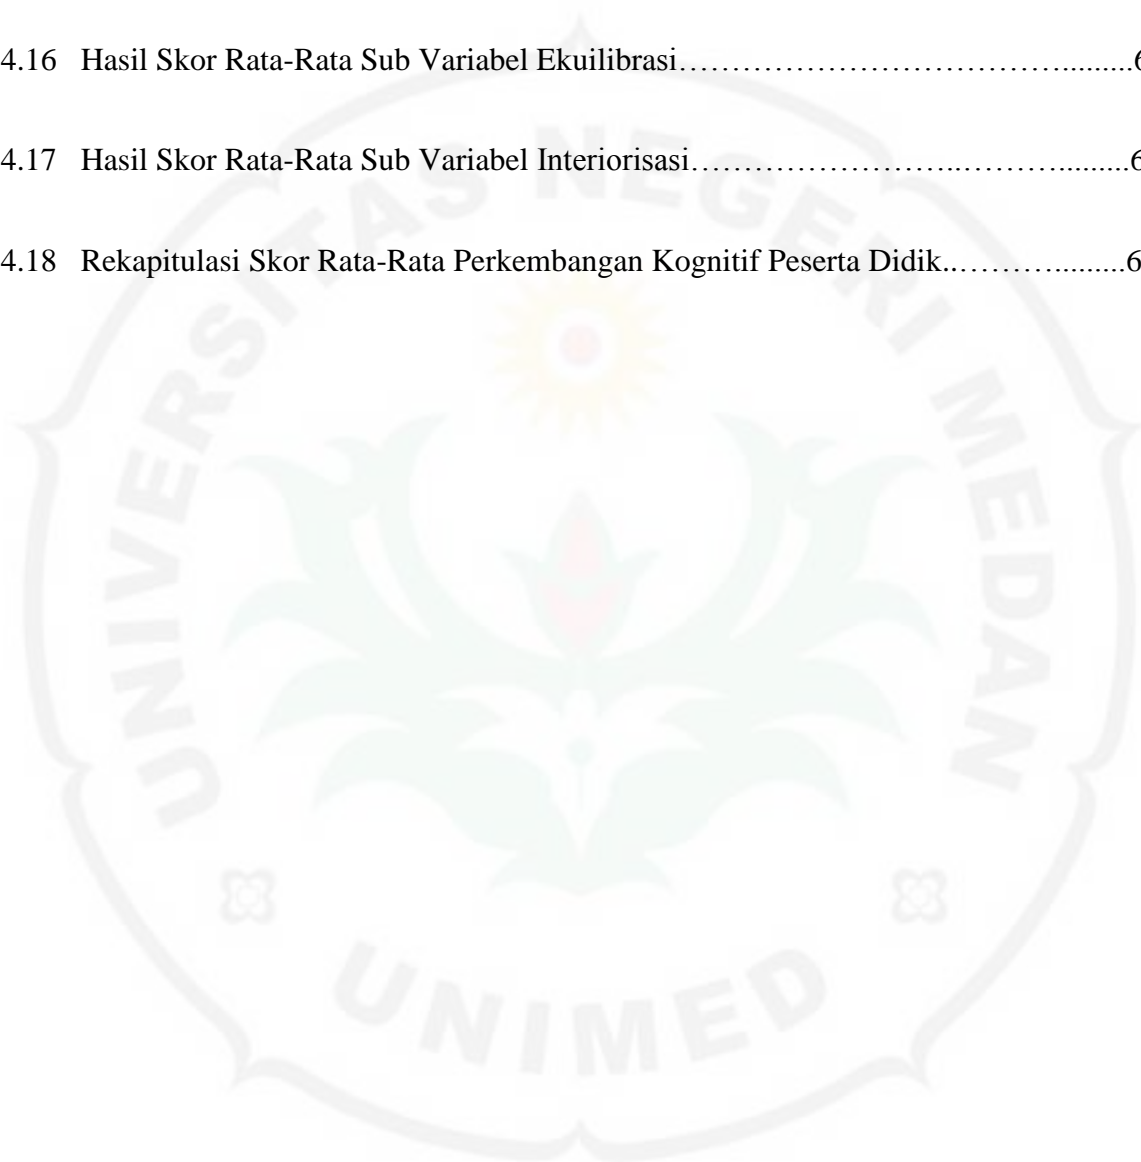 4.16 Hasil Skor Rata-Rata Sub Variabel Ekuilibrasi……………………………….........6
4.17 Hasil Skor Rata-Rata Sub Variabel Interiorisasi……………………..……….........6
4.18 Rekapitulasi Skor Rata-Rata Perkembangan Kognitif Peserta Didik..……….........6
UNIVERSITAS NEGERI MEDAN
UNIMED